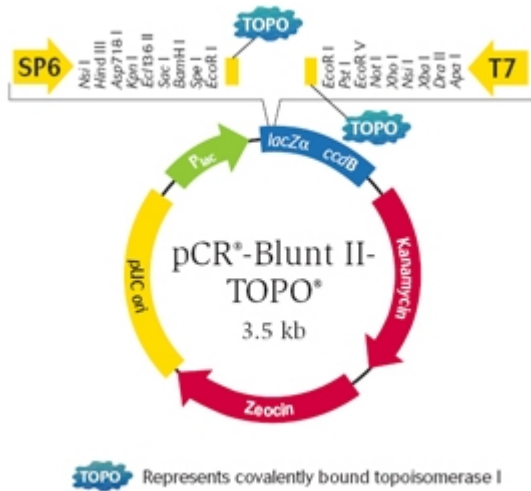 TOPO
SP6
Nsi I
Hind III
Asp718 I
Kpn I
Ecl136 II
Sac I
BamH I
Spe I
EcoR I
EcoR I
Pst I
EcoR V
Not I
Xho I
Nsi I
Xba I
Dra II
Apa I
T7
TOPO
Plac
lacZα ccdB
Kanamycin
Zeocin
pUC ori
pCR®-Blunt II-
TOPO®
3.5 kb
TOPO Represents covalently bound topoisomerase I